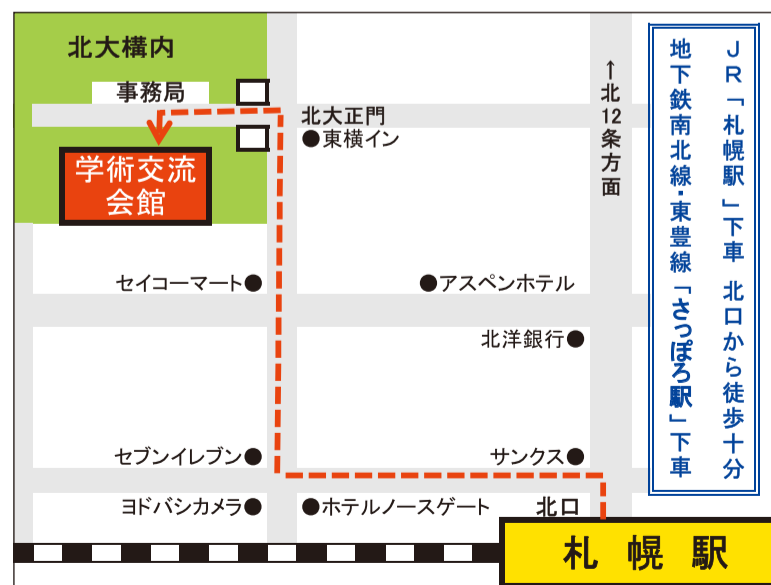 北大構内
事務局
北大正門
●東横イン
学術交流
会館
↑北12条方面
セイコーマート●
●アスペンホテル
北洋銀行●
セブンイレブン●
サンクス●
ヨドバシカメラ●
●ホテルノースゲート
北口
札幌駅
JR「札幌駅」下車 北口から徒歩十分
地下鉄南北線・東豊線「さっぽろ駅」下車